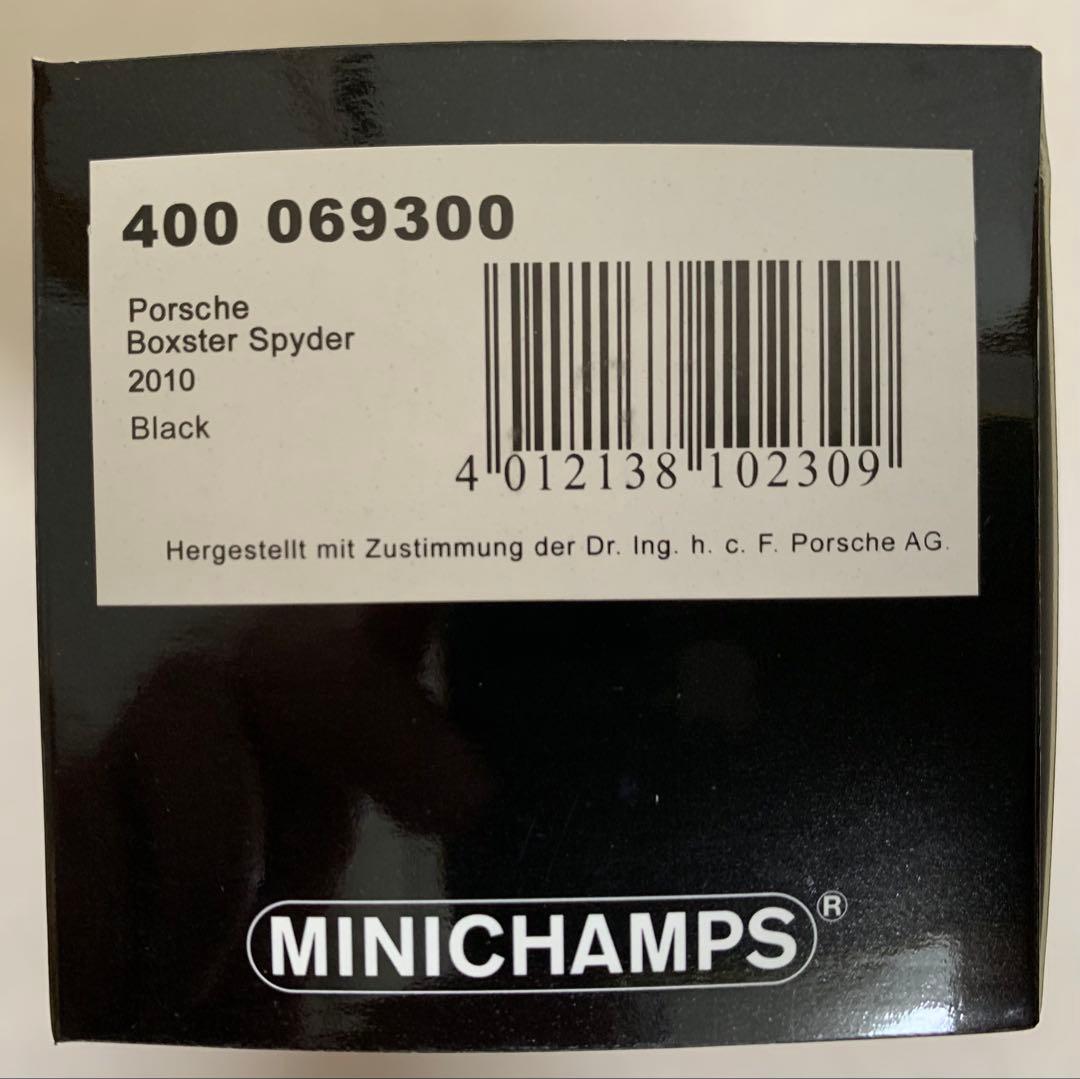 400 069300
Porsche
Boxster Spyder
2010
Black
4 012138 102309
Hergestellt mit Zustimmung der Dr. Ing. h. c. F. Porsche AG.
MINICHAMPS®